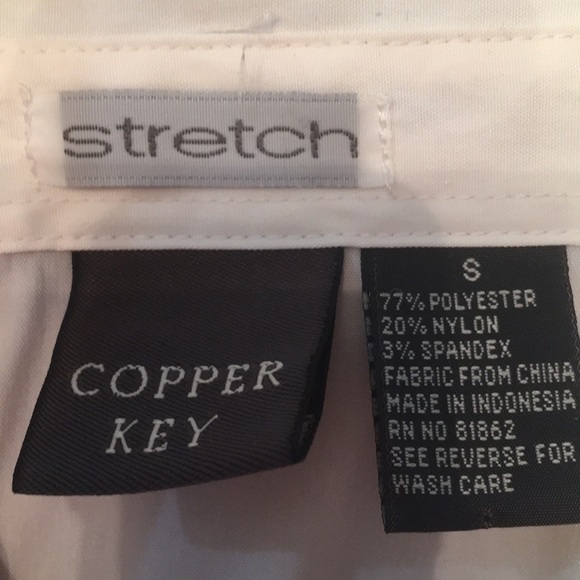 stretch
COPPER
KEY
S
77% POLYESTER
20% NYLON
3% SPANDEX
FABRIC FROM CHINA
MADE IN INDONESIA
RN NO 81862
SEE REVERSE FOR
WASH CARE